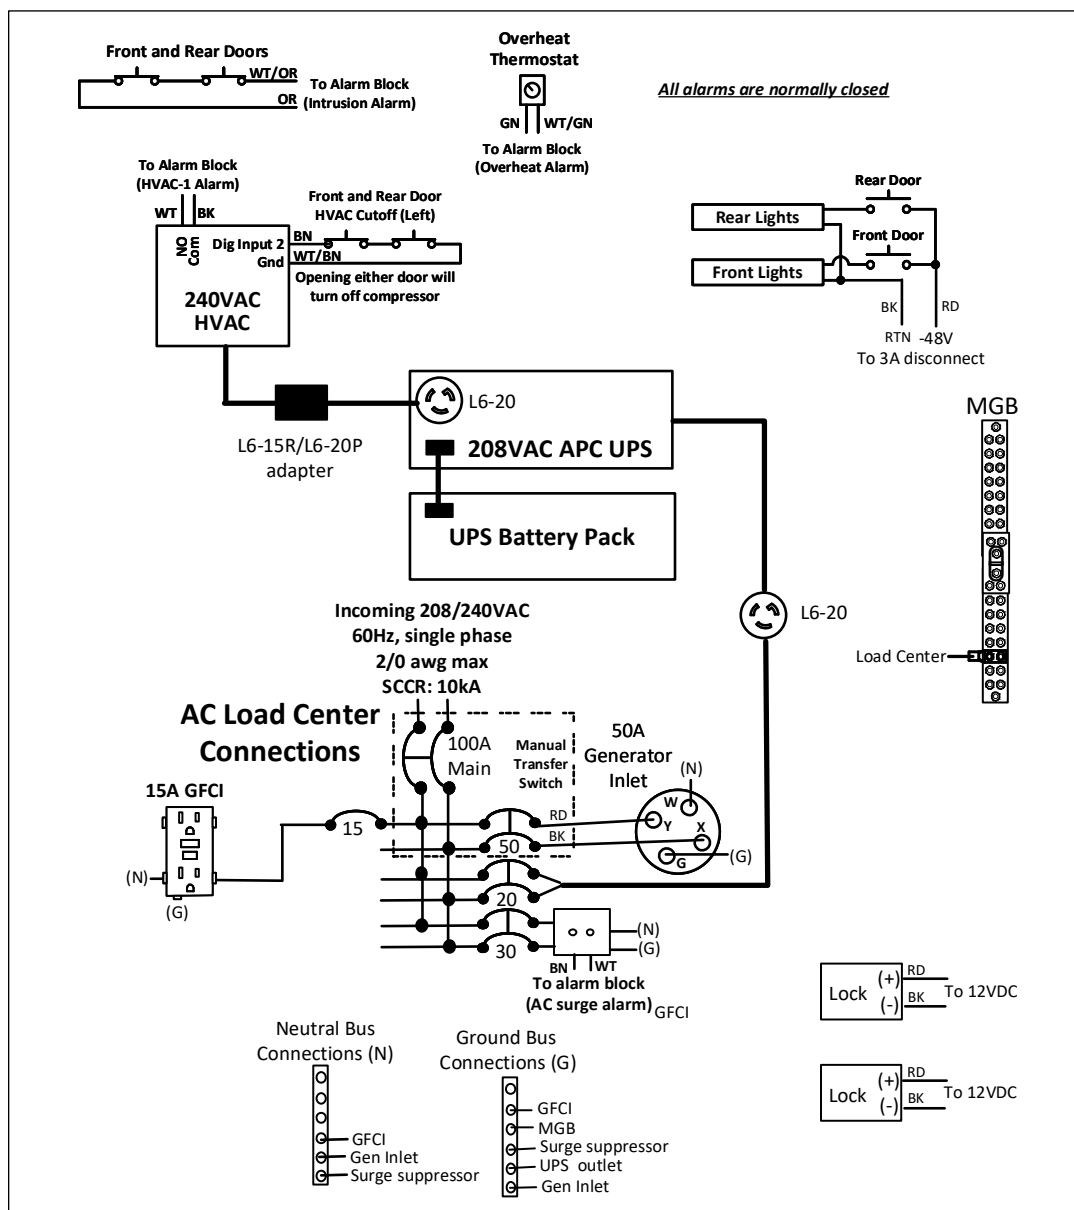 Front and Rear Doors
WT/OR
OR
To Alarm Block
(Intrusion Alarm)
Overheat
Thermostat
GN
WT/GN
To Alarm Block
(Overheat Alarm)
All alarms are normally closed
To Alarm Block
(HVAC-1 Alarm)
WT
BK
NO
Com
Dig Input 2
Gnd
240VAC
HVAC
BN
WT/BN
Front and Rear Door
HVAC Cutoff (Left)
Opening either door will
turn off compressor
Rear Door
Rear Lights
Front Door
Front Lights
BK
RD
RTN
-48V
To 3A disconnect
L6-15R/L6-20P
adapter
L6-20
208VAC APC UPS
UPS Battery Pack
L6-20
MGB
Load Center
Incoming 208/240VAC
60Hz, single phase
2/0 awg max
SCCR: 10kA
AC Load Center
Connections
100A
Main
Manual
Transfer
Switch
50A
Generator
Inlet
(N)
W
Y
X
G
(G)
RD
BK
15A GFCI
(N)
(G)
15
50
20
30
(N)
(G)
BN
WT
To alarm block
(AC surge alarm)
GFCI
Lock
(+)
(-)
RD
BK
To 12VDC
Lock
(+)
(-)
RD
BK
To 12VDC
Neutral Bus
Connections (N)
GFCI
Gen Inlet
Surge suppressor
Ground Bus
Connections (G)
GFCI
MGB
Surge suppressor
UPS outlet
Gen Inlet